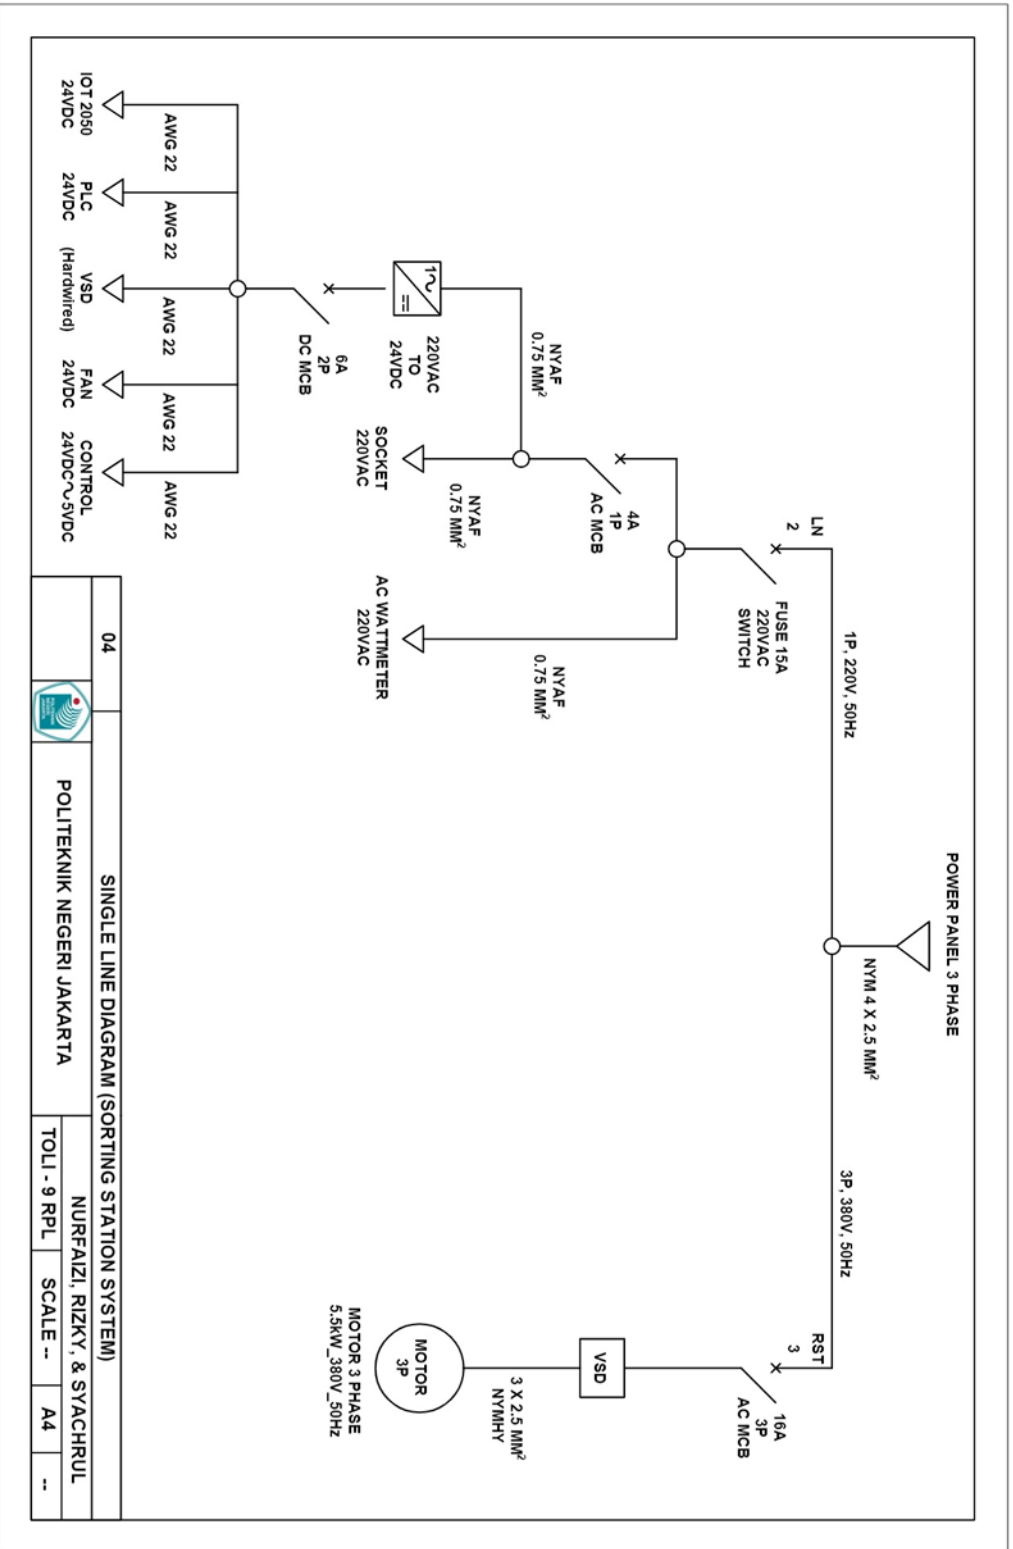 POWER PANEL 3 PHASE
NYM 4 X 2.5 MM²
1P, 220V, 50Hz
3P, 380V, 50Hz
LN
2
FUSE 15A
220VAC
SWITCH
RST
3
16A
3P
AC MCB
4A
1P
AC MCB
NYAF
0.75 MM²
NYAF
0.75 MM²
NYAF
0.75 MM²
VSD
3 X 2.5 MM²
NYMHY
1
220VAC
TO
24VDC
SOCKET
220VAC
AC WATTMETER
220VAC
MOTOR
3P
MOTOR 3 PHASE
5.5kW_380V_50Hz
6A
2P
DC MCB
AWG 22
AWG 22
AWG 22
AWG 22
AWG 22
IOT 2050
24VDC
PLC
24VDC
VSD
(Hardwired)
FAN
24VDC
CONTROL
24VDC~5VDC
04
SINGLE LINE DIAGRAM (SORTING STATION SYSTEM)
POLITEKNIK NEGERI JAKARTA
NURFAIZI, RIZKY, & SYACHRUL
TOLI - 9 RPL
SCALE --
A4
--
POLITEKNIK
NEGERI
JAKARTA